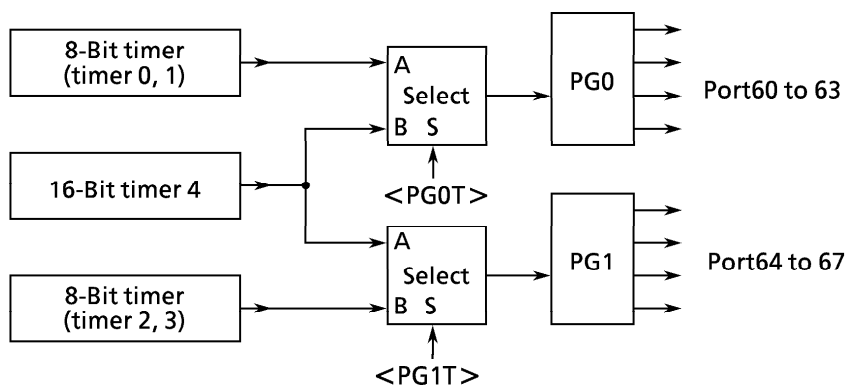 8-Bit timer
(timer 0, 1)
A
Select
B S
<PG0T>
PG0
Port60 to 63
16-Bit timer 4
A
Select
B S
<PG1T>
PG1
Port64 to 67
8-Bit timer
(timer 2, 3)